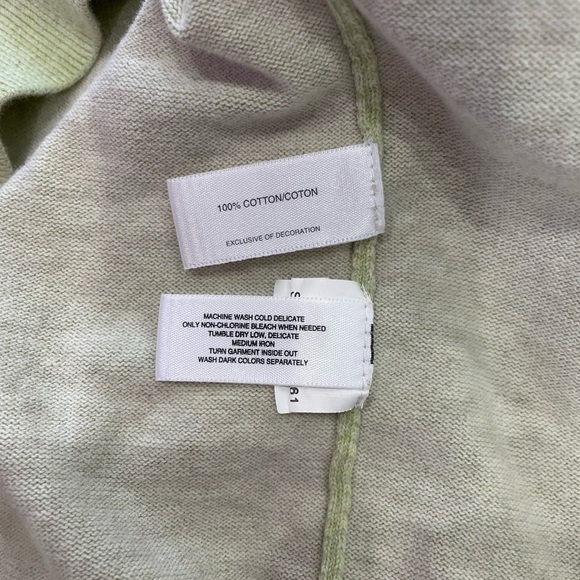 100% COTTON/COTON
EXCLUSIVE OF DECORATION
MACHINE WASH COLD DELICATE
ONLY NON-CHLORINE BLEACH WHEN NEEDED
TUMBLE DRY LOW, DELICATE
MEDIUM IRON
TURN GARMENT INSIDE OUT
WASH DARK COLORS SEPARATELY